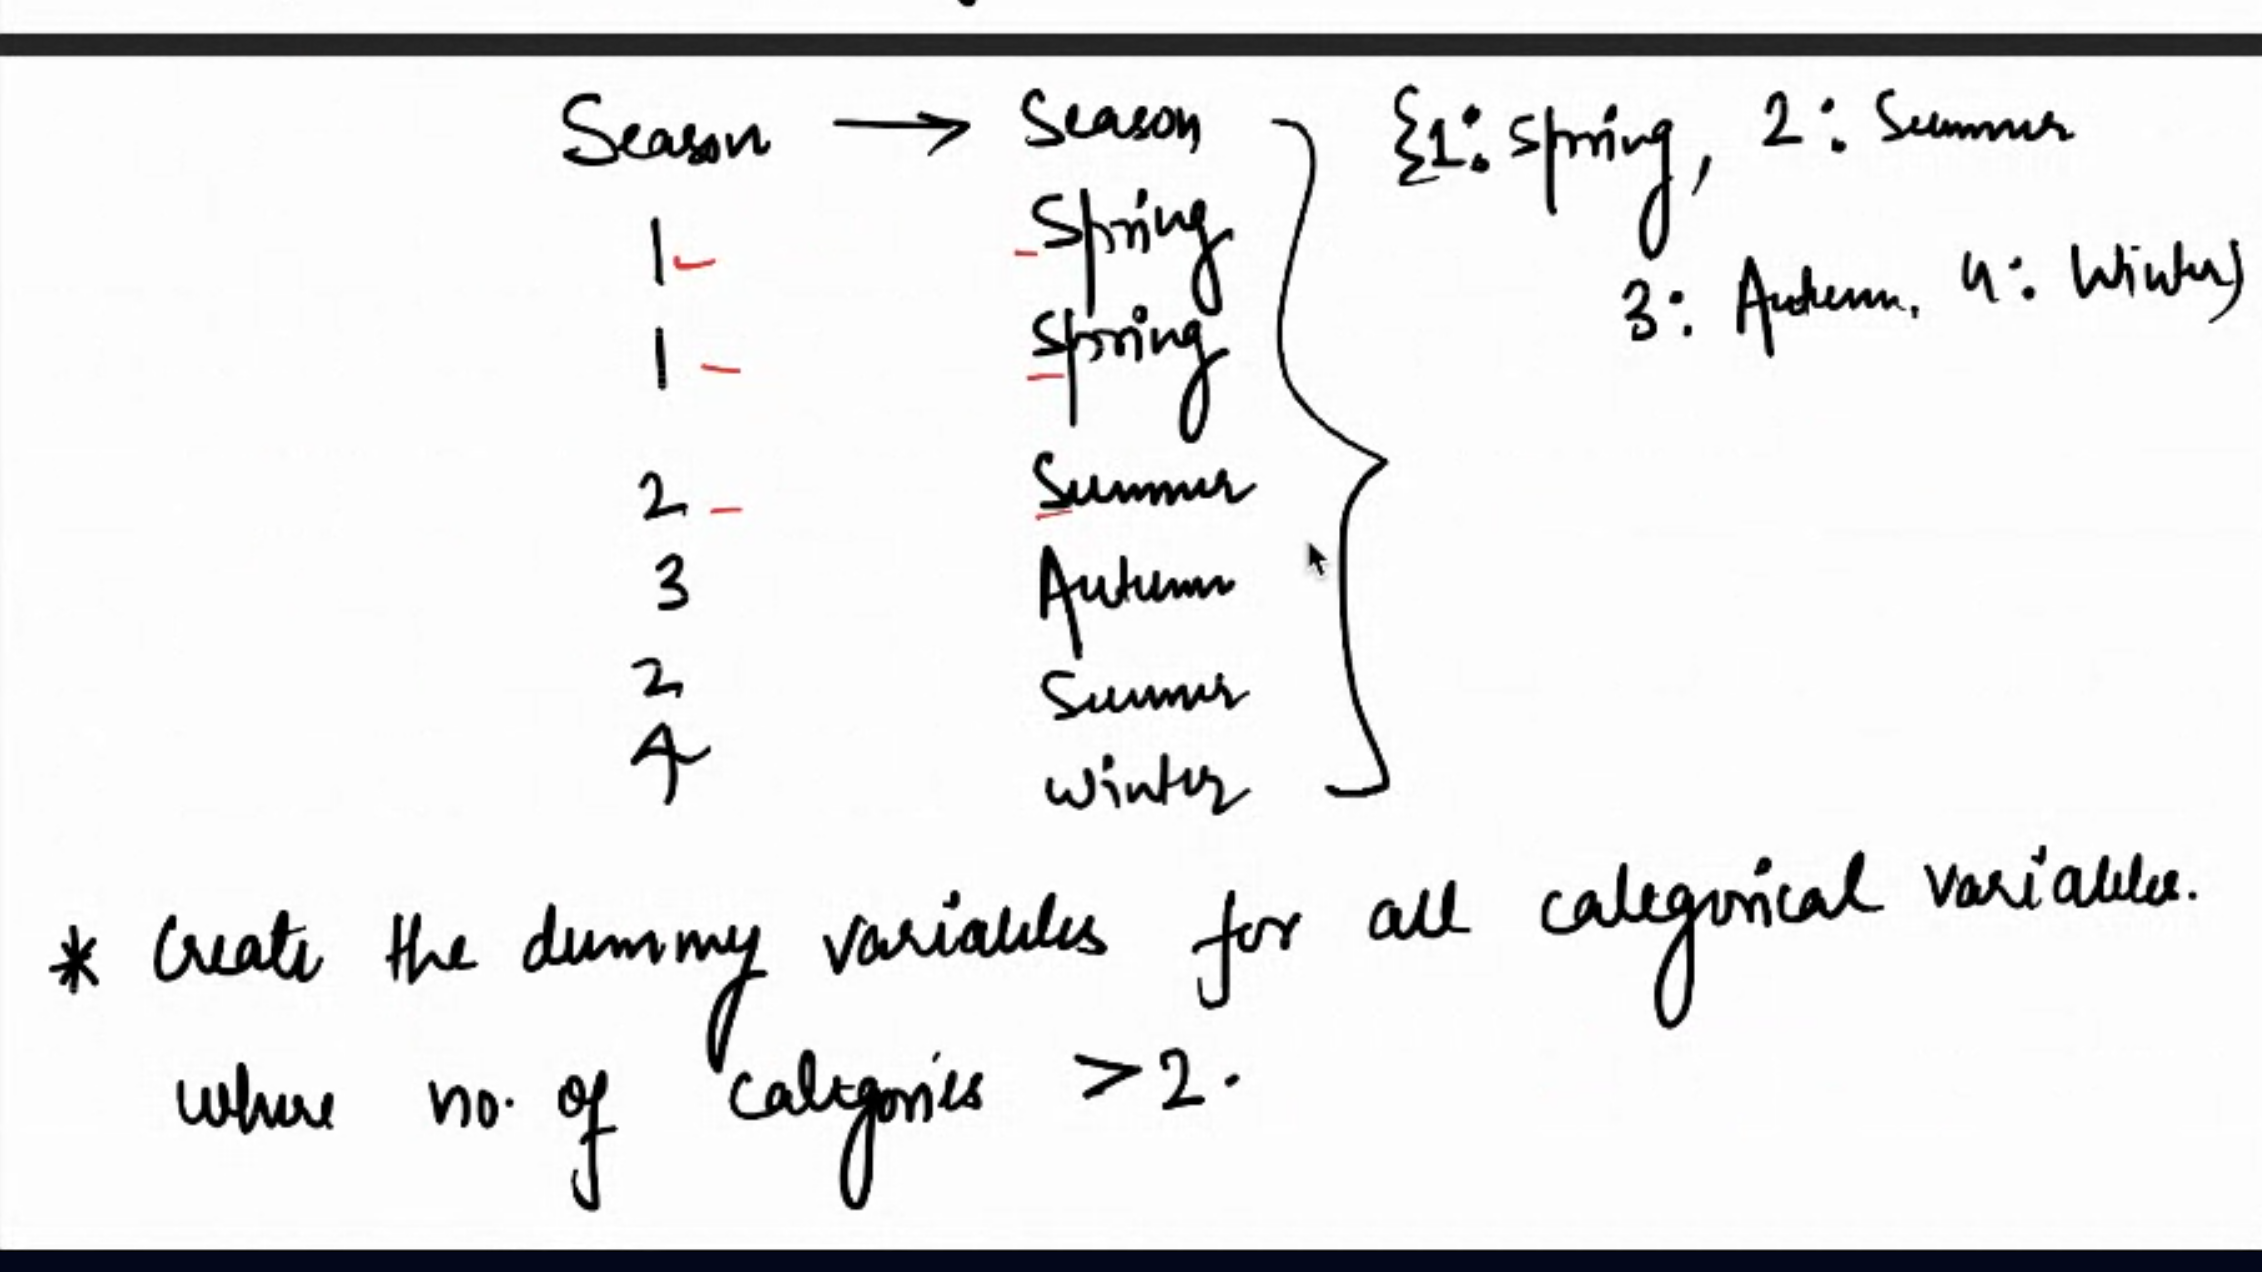 Season → Season {1: Spring, 2: Summer
3: Autumn, 4: Winter}
1 Spring
1 Spring
2 Summer
3 Autumn
2 Summer
4 Winter
* Create the dummy variables for all categorical variables.
where no. of categories >2.